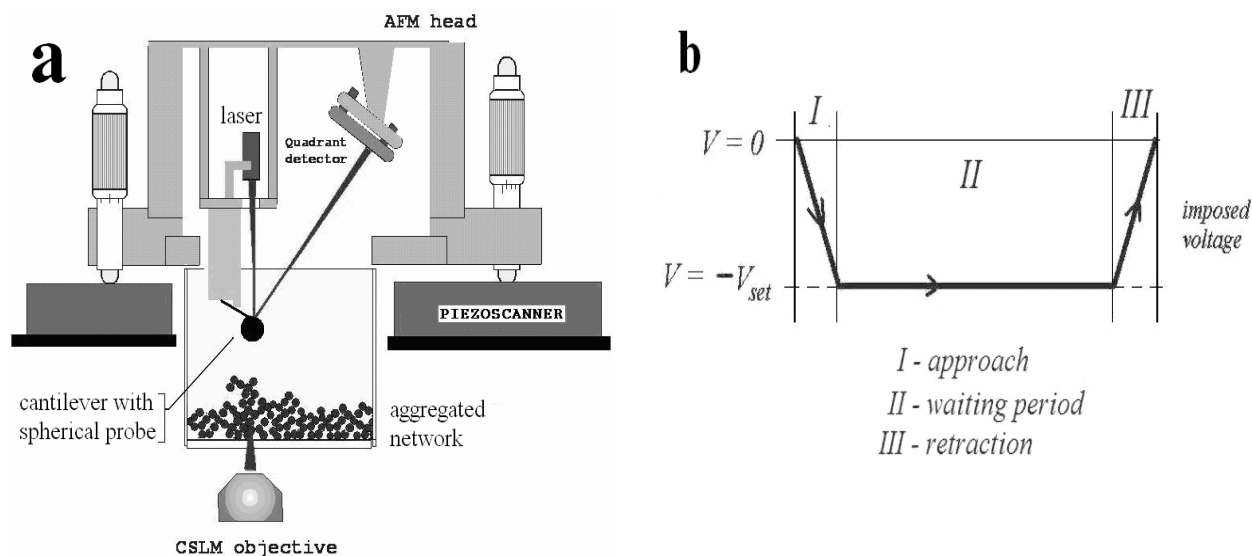 a
AFM head
laser
Quadrant
detector
PIEZOSCANNER
cantilever with
spherical probe
aggregated
network
CSLM objective
b
I
III
V = 0
II
imposed
voltage
V = -Vset
I - approach
II - waiting period
III - retraction